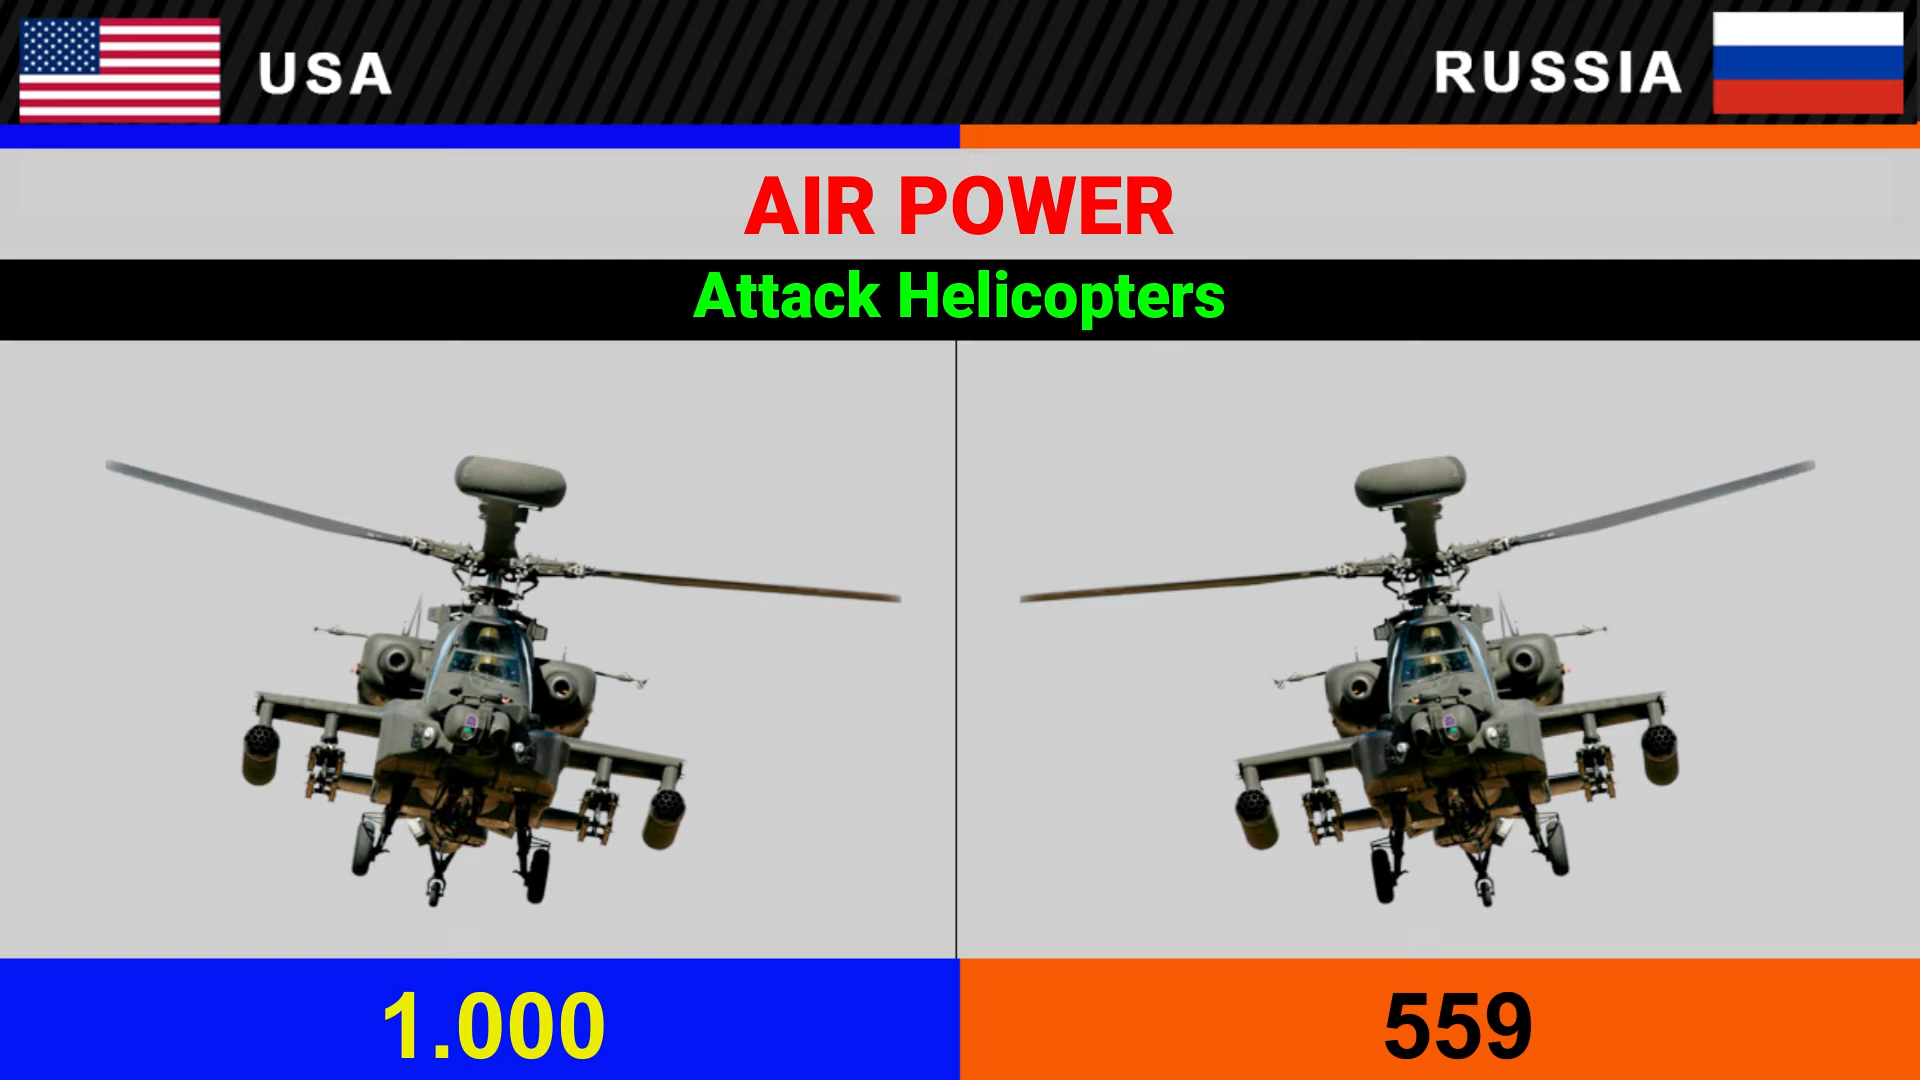 USA
RUSSIA
AIR POWER
Attack Helicopters
1.000
559